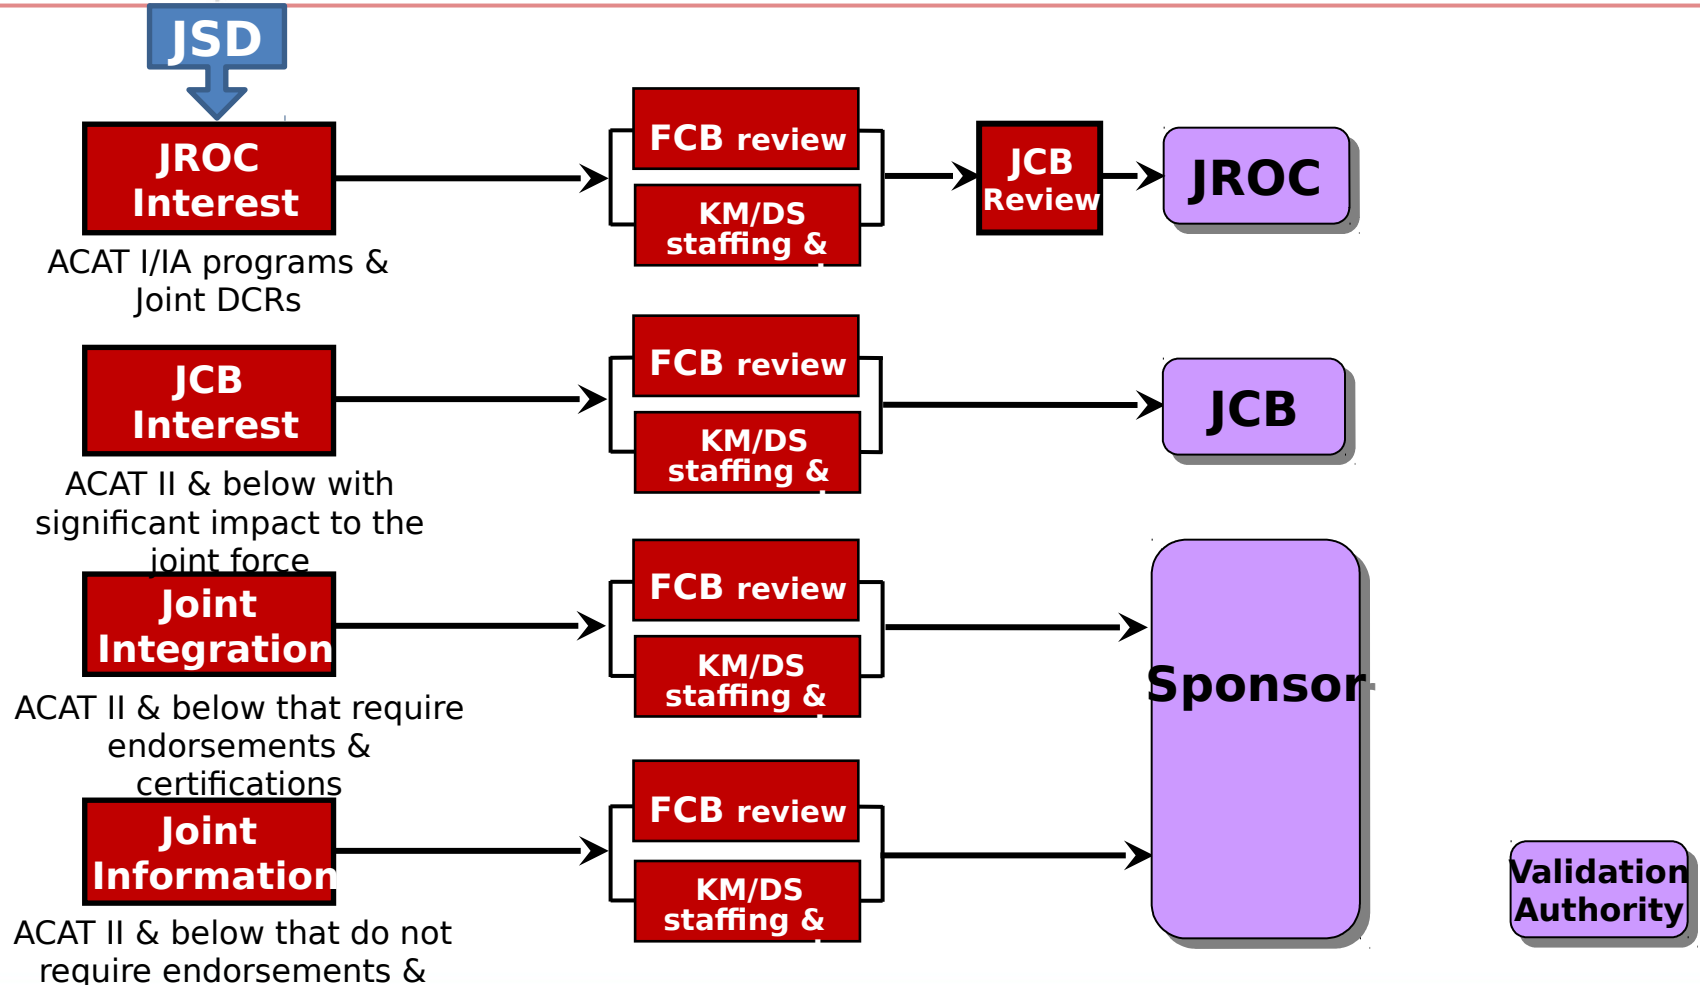 JSD
JROC
Interest
FCB review
KM/DS
staffing &
JCB
Review
JROC
ACAT I/IA programs &
Joint DCRs
JCB
Interest
FCB review
KM/DS
staffing &
JCB
ACAT II & below with
significant impact to the
joint force
Joint
Integration
FCB review
KM/DS
staffing &
Sponsor
ACAT II & below that require
endorsements &
certifications
Joint
Information
FCB review
KM/DS
staffing &
ACAT II & below that do not
require endorsements &
Validation
Authority